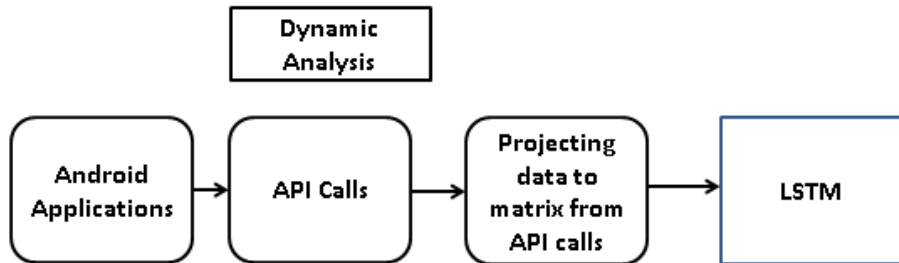 Dynamic
Analysis
Android
Applications
API Calls
Projecting
data to
matrix from
API calls
LSTM